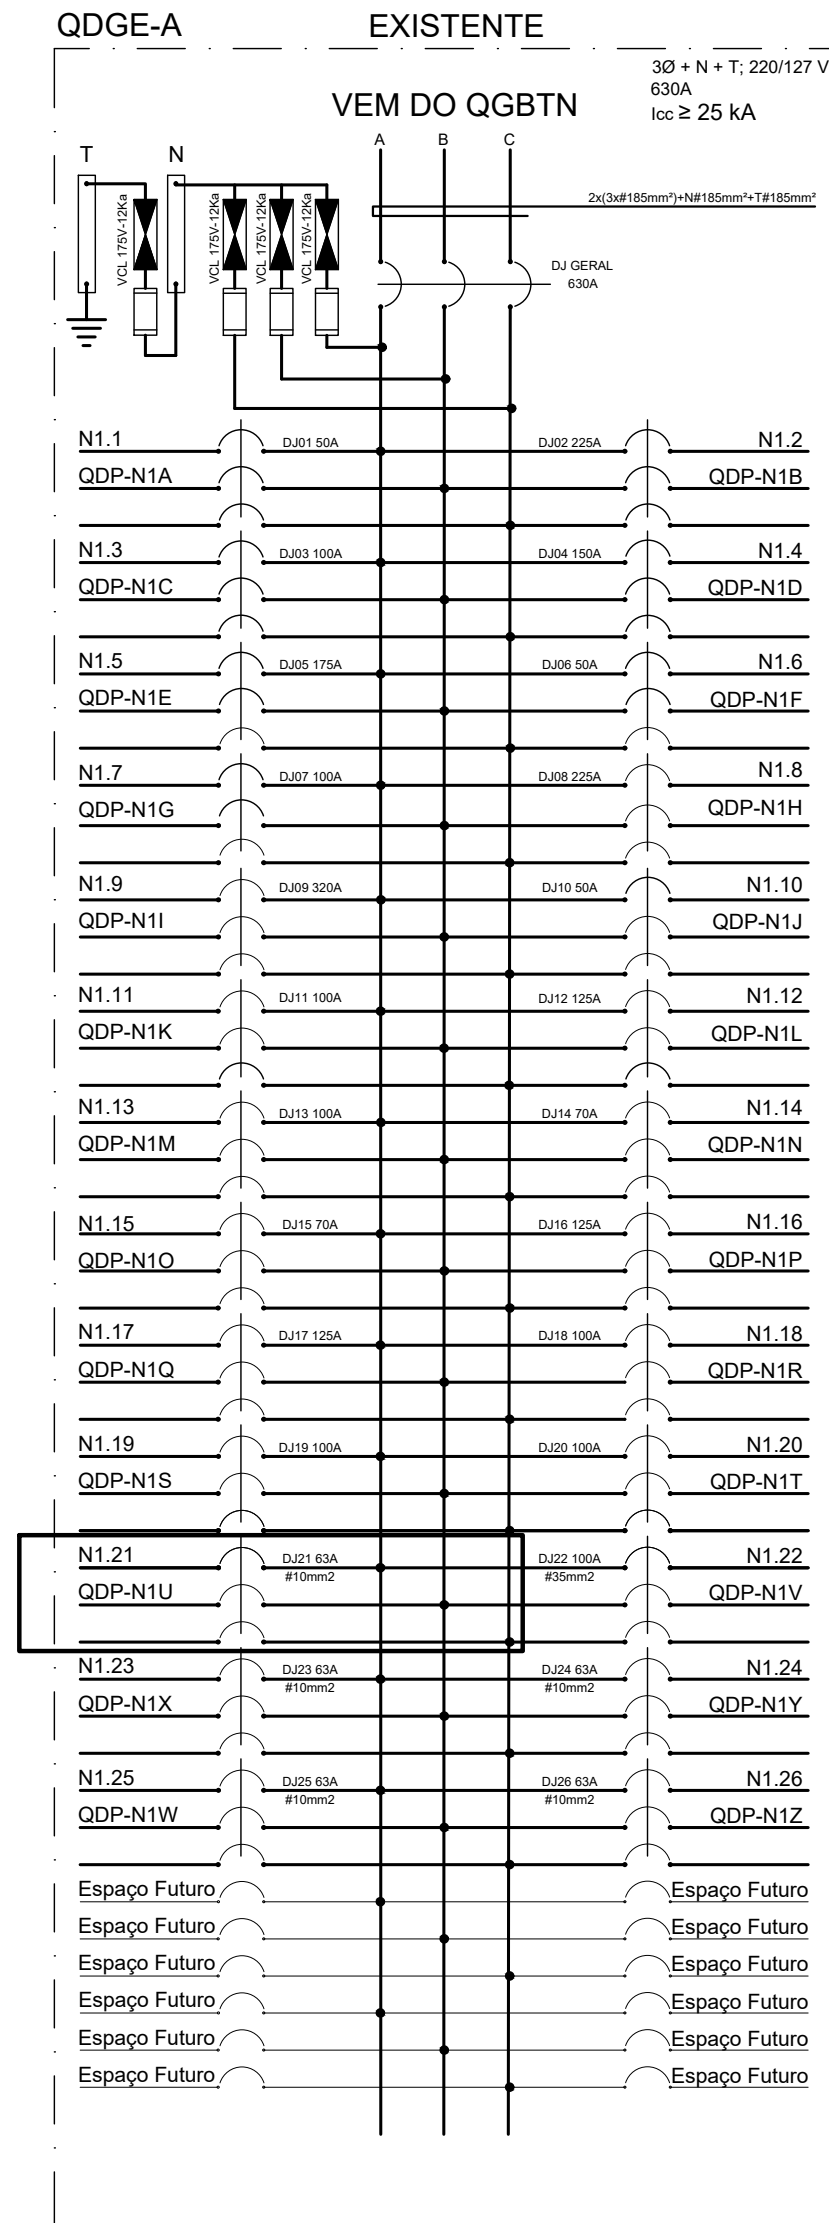 QDGE-A EXISTENTE
3Ø + N + T; 220/127 V
630A
Icc ≥ 25 kA
VEM DO QGBTN
A B C
T N
VCL 175V-12Ka
VCL 175V-12Ka
VCL 175V-12Ka
VCL 175V-12Ka
2x(3x#185mm²)+N#185mm²+T#185mm²
DJ GERAL
630A
N1.1 DJ01 50A DJ02 225A N1.2
QDP-N1A QDP-N1B
N1.3 DJ03 100A DJ04 150A N1.4
QDP-N1C QDP-N1D
N1.5 DJ05 175A DJ06 50A N1.6
QDP-N1E QDP-N1F
N1.7 DJ07 100A DJ08 225A N1.8
QDP-N1G QDP-N1H
N1.9 DJ09 320A DJ10 50A N1.10
QDP-N1I QDP-N1J
N1.11 DJ11 100A DJ12 125A N1.12
QDP-N1K QDP-N1L
N1.13 DJ13 100A DJ14 70A N1.14
QDP-N1M QDP-N1N
N1.15 DJ15 70A DJ16 125A N1.16
QDP-N1O QDP-N1P
N1.17 DJ17 125A DJ18 100A N1.18
QDP-N1Q QDP-N1R
N1.19 DJ19 100A DJ20 100A N1.20
QDP-N1S QDP-N1T
N1.21 DJ21 63A DJ22 100A N1.22
#10mm2 #35mm2
QDP-N1U QDP-N1V
N1.23 DJ23 63A DJ24 63A N1.24
#10mm2 #10mm2
QDP-N1X QDP-N1Y
N1.25 DJ25 63A DJ26 63A N1.26
#10mm2 #10mm2
QDP-N1W QDP-N1Z
Espaço Futuro Espaço Futuro
Espaço Futuro Espaço Futuro
Espaço Futuro Espaço Futuro
Espaço Futuro Espaço Futuro
Espaço Futuro Espaço Futuro
Espaço Futuro Espaço Futuro